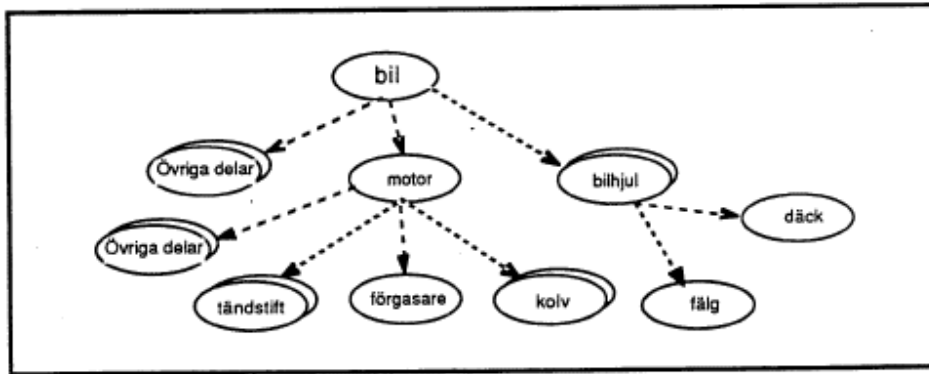 bil
Övriga delar
motor
bilhjul
däck
Övriga delar
tändstift
förgasare
kolv
fälg